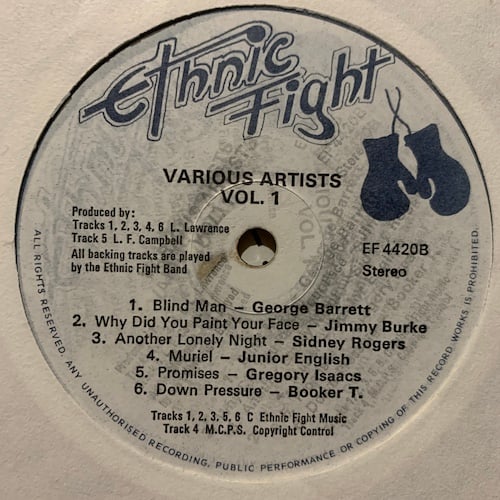 Ethnic
Fight
VARIOUS ARTISTS
VOL. 1
Produced by:
Tracks 1, 2, 3, 4, 6 L. Lawrence
Track 5 L. F. Campbell
All backing tracks are played
by the Ethnic Fight Band
EF 4420B
Stereo
1. Blind Man – George Barrett
2. Why Did You Paint Your Face – Jimmy Burke
3. Another Lonely Night – Sidney Rogers
4. Muriel – Junior English
5. Promises – Gregory Isaacs
6. Down Pressure – Booker T.
Tracks 1, 2, 3, 5, 6 C Ethnic Fight Music
Track 4 M.C.P.S. Copyright Control
ALL RIGHTS RESERVED. ANY UNAUTHORISED RECORDING, PUBLIC PERFORMANCE OR COPYING OF THIS RECORD WORKS IS PROHIBITED.